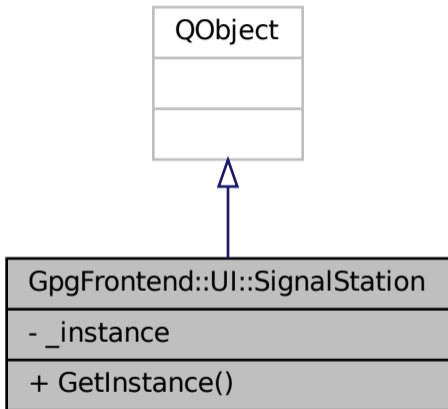 QObject
GpgFrontend::UI::SignalStation
- _instance
+ GetInstance()